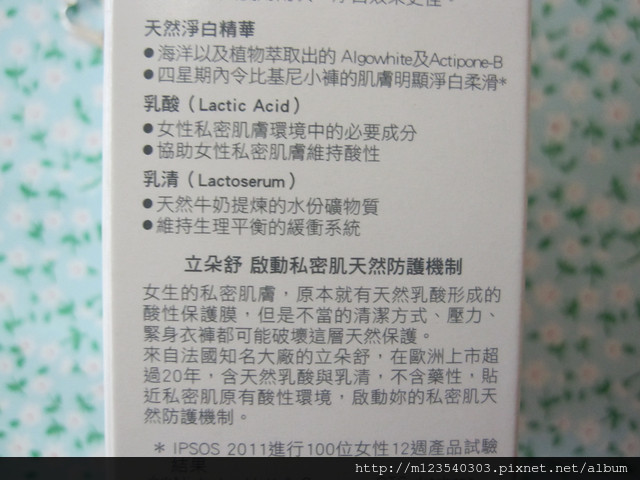 天然淨白精華
●海洋以及植物萃取出的 Algowhite及Actipone-B
●四星期內令比基尼小褲的肌膚明顯淨白柔滑*
乳酸（Lactic Acid）
●女性私密肌膚環境中的必要成分
●協助女性私密肌膚維持酸性
乳清（Lactoserum）
●天然牛奶提煉的水份礦物質
●維持生理平衡的緩衝系統
立朵舒 啟動私密肌天然防護機制
女生的私密肌膚，原本就有天然乳酸形成的
酸性保護膜，但是不當的清潔方式、壓力、
緊身衣褲都可能破壞這層天然保護。
來自法國知名大廠的立朵舒，在歐洲上市超
過20年，含天然乳酸與乳清，不含藥性，貼
近私密肌原有酸性環境，啟動妳的私密肌天
然防護機制。
* IPSOS 2011進行100位女性12週產品試驗
結果
http://m123540303.pixnet.net/album